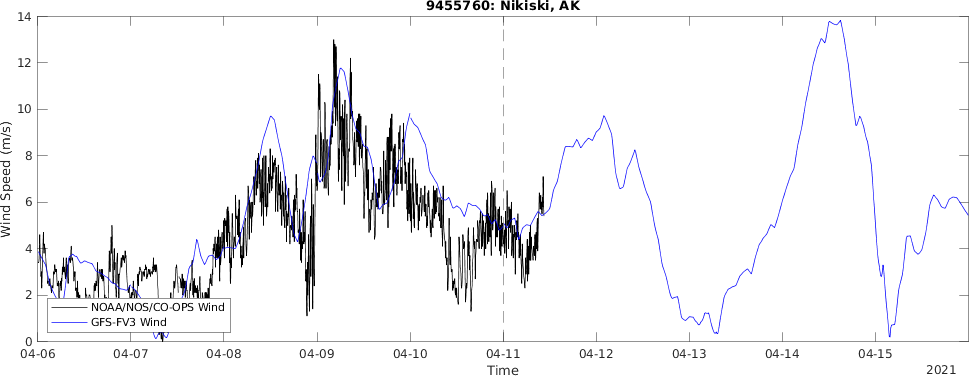 9455760: Nikiski, AK
Wind Speed (m/s)
14
12
10
8
6
4
2
0
NOAA/NOS/CO-OPS Wind
GFS-FV3 Wind
04-06 04-07 04-08 04-09 04-10 04-11 04-12 04-13 04-14 04-15
Time
2021